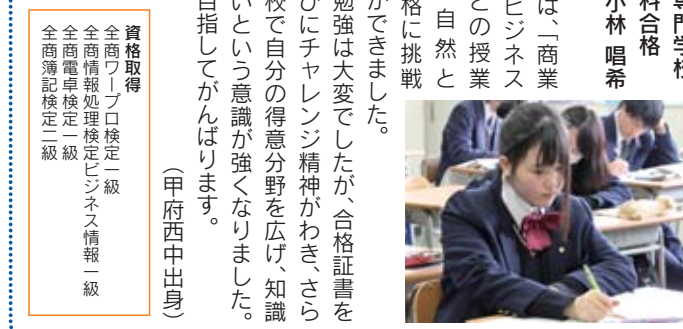 専門学校
科合格
小林 唱希
は、「商業
ビジネス
との授業
自然と
格に挑戦
ができました。
勉強は大変でしたが、合格証書を
びにチャレンジ精神がわき、さら
校で自分の得意分野を広げ、知識
いという意識が強くなりました。
目指してがんばります。
（甲府西中出身）
資格取得
全商ワープロ検定一級
全商情報処理検定ビジネス情報一級
全商電卓検定一級
全商簿記検定二級